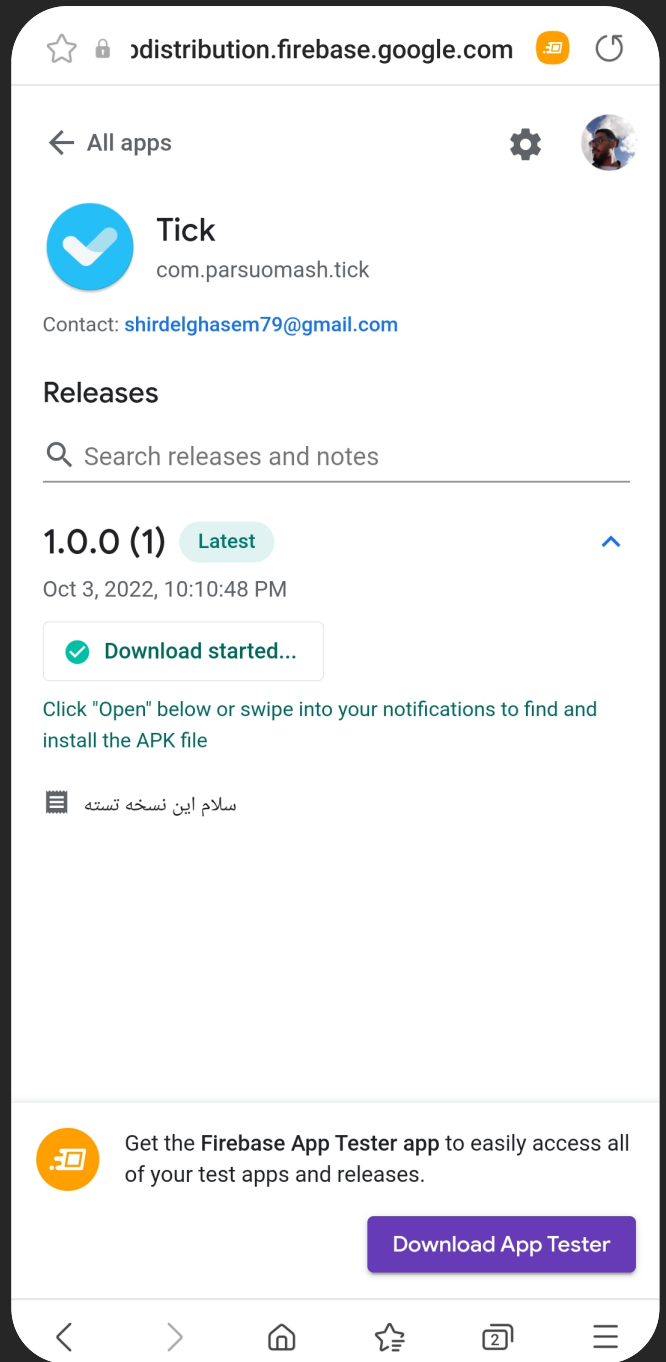 odistribution.firebase.google.com
All apps
Tick
com.parsuomash.tick
Contact: shirdelghasem79@gmail.com
Releases
Search releases and notes
1.0.0 (1) Latest
Oct 3, 2022, 10:10:48 PM
Download started...
Click "Open" below or swipe into your notifications to find and
install the APK file
سلام این نسخه تسته
Get the Firebase App Tester app to easily access all
of your test apps and releases.
Download App Tester
2